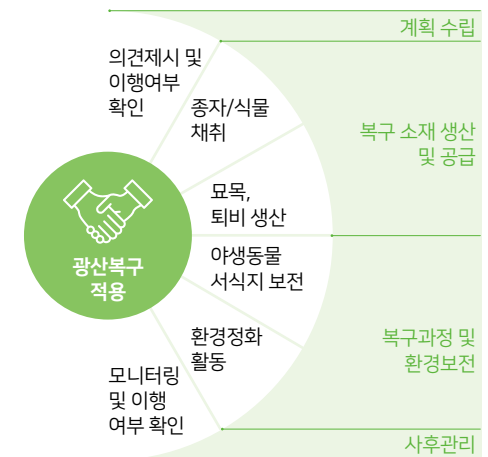 계획 수립
의견제시 및
이행여부
확인
종자/식물
채취
복구 소재 생산
및 공급
묘목,
퇴비 생산
광산복구
적용
야생동물
서식지 보전
환경정화
활동
복구과정 및
환경보전
모니터링
및 이행
여부 확인
사후관리